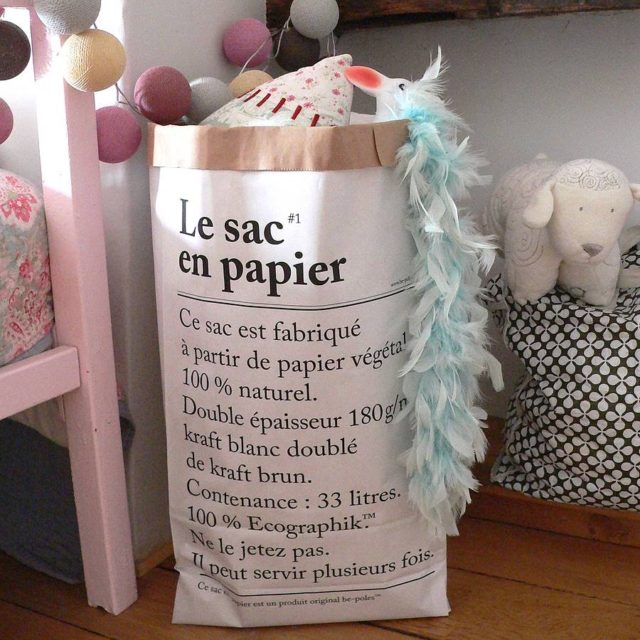 Le sac #1
en papier
Ce sac est fabriqué
à partir de papier végétal
100 % naturel.
Double épaisseur 180g/m
kraft blanc doublé
de kraft brun.
Contenance : 33 litres.
100 % Ecographik.™
Ne le jetez pas.
Il peut servir plusieurs fois.
Ce sac papier est un produit original be-poles™